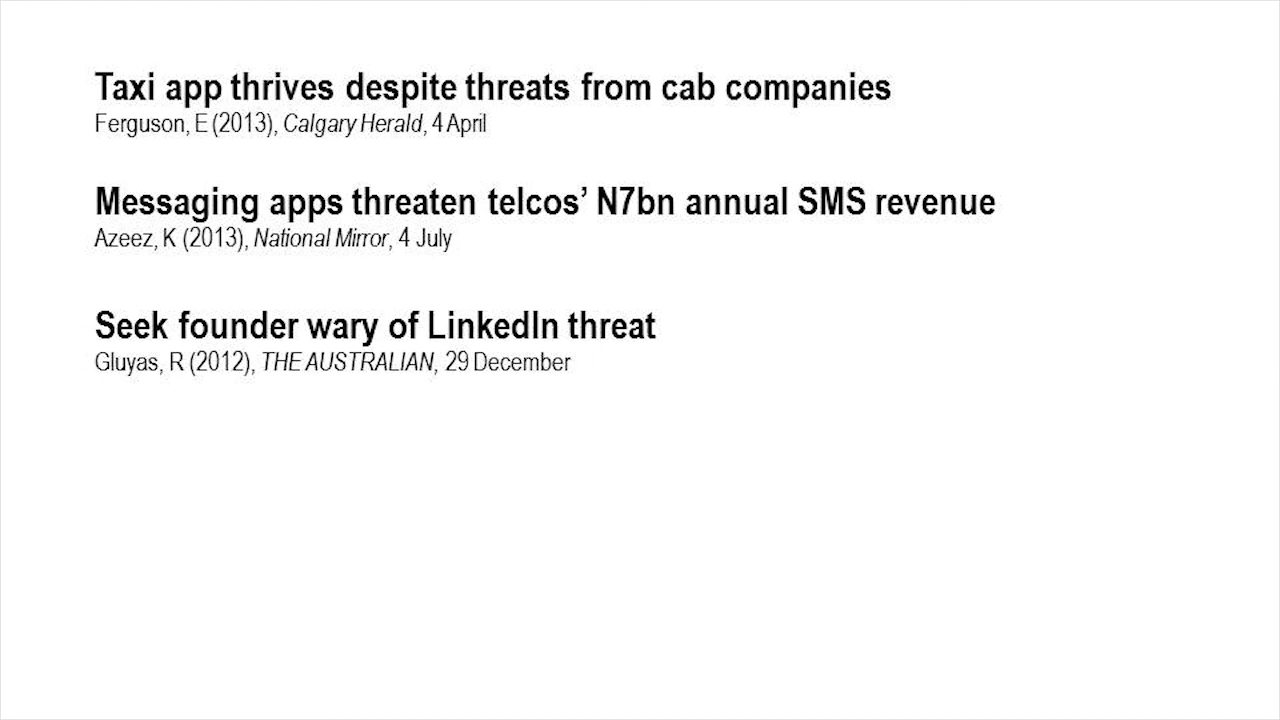 Taxi app thrives despite threats from cab companies
Ferguson, E (2013), Calgary Herald, 4 April
Messaging apps threaten telcos’ N7bn annual SMS revenue
Azeez, K (2013), National Mirror, 4 July
Seek founder wary of LinkedIn threat
Gluyas, R (2012), THE AUSTRALIAN, 29 December